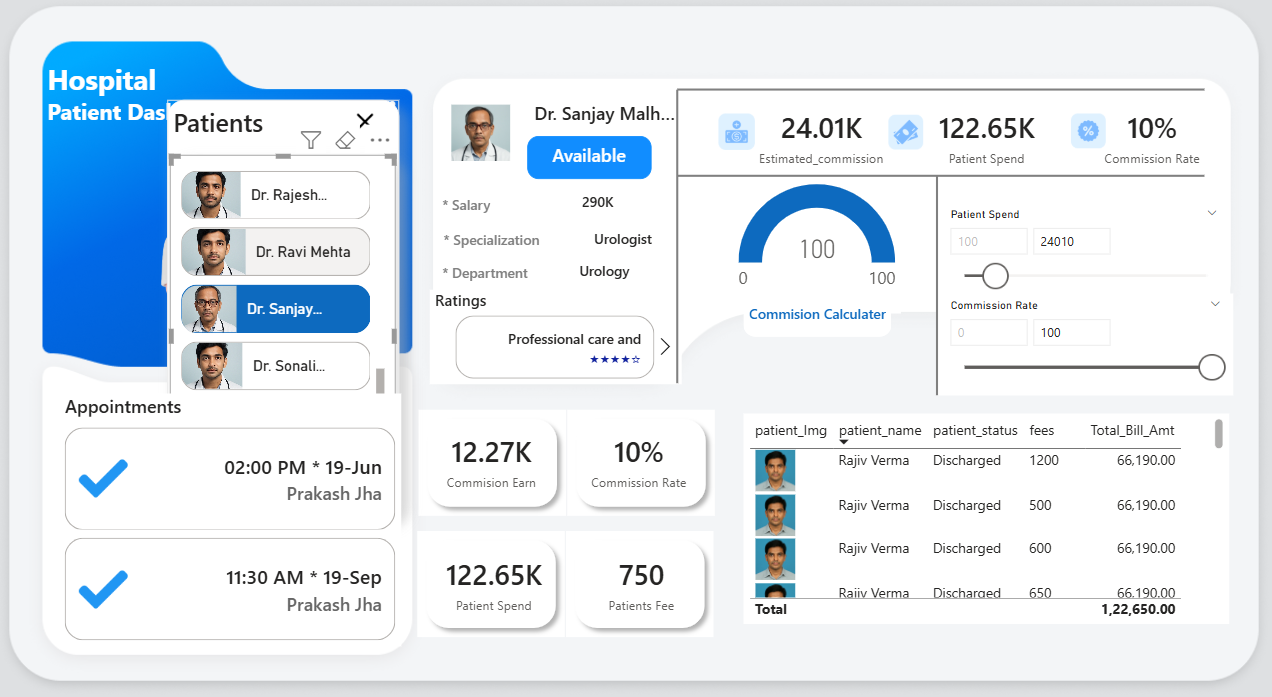 Hospital
Patient Das
Patients
Dr. Rajesh...
Dr. Ravi Mehta
Dr. Sanjay...
Dr. Sonali...
Appointments
02:00 PM * 19-Jun
Prakash Jha
11:30 AM * 19-Sep
Prakash Jha
Dr. Sanjay Malh...
Available
* Salary 290K
* Specialization Urologist
* Department Urology
Ratings
Professional care and
★★★★☆
24.01K
Estimated_commission
122.65K
Patient Spend
10%
Commission Rate
100
0 100
Commision Calculater
Patient Spend
100 24010
Commission Rate
0 100
12.27K
Commision Earn
10%
Commission Rate
122.65K
Patient Spend
750
Patients Fee
patient_Img patient_name patient_status fees Total_Bill_Amt
Rajiv Verma Discharged 1200 66,190.00
Rajiv Verma Discharged 500 66,190.00
Rajiv Verma Discharged 600 66,190.00
Rajiv Verma Discharged 650 66,190.00
Total 1,22,650.00